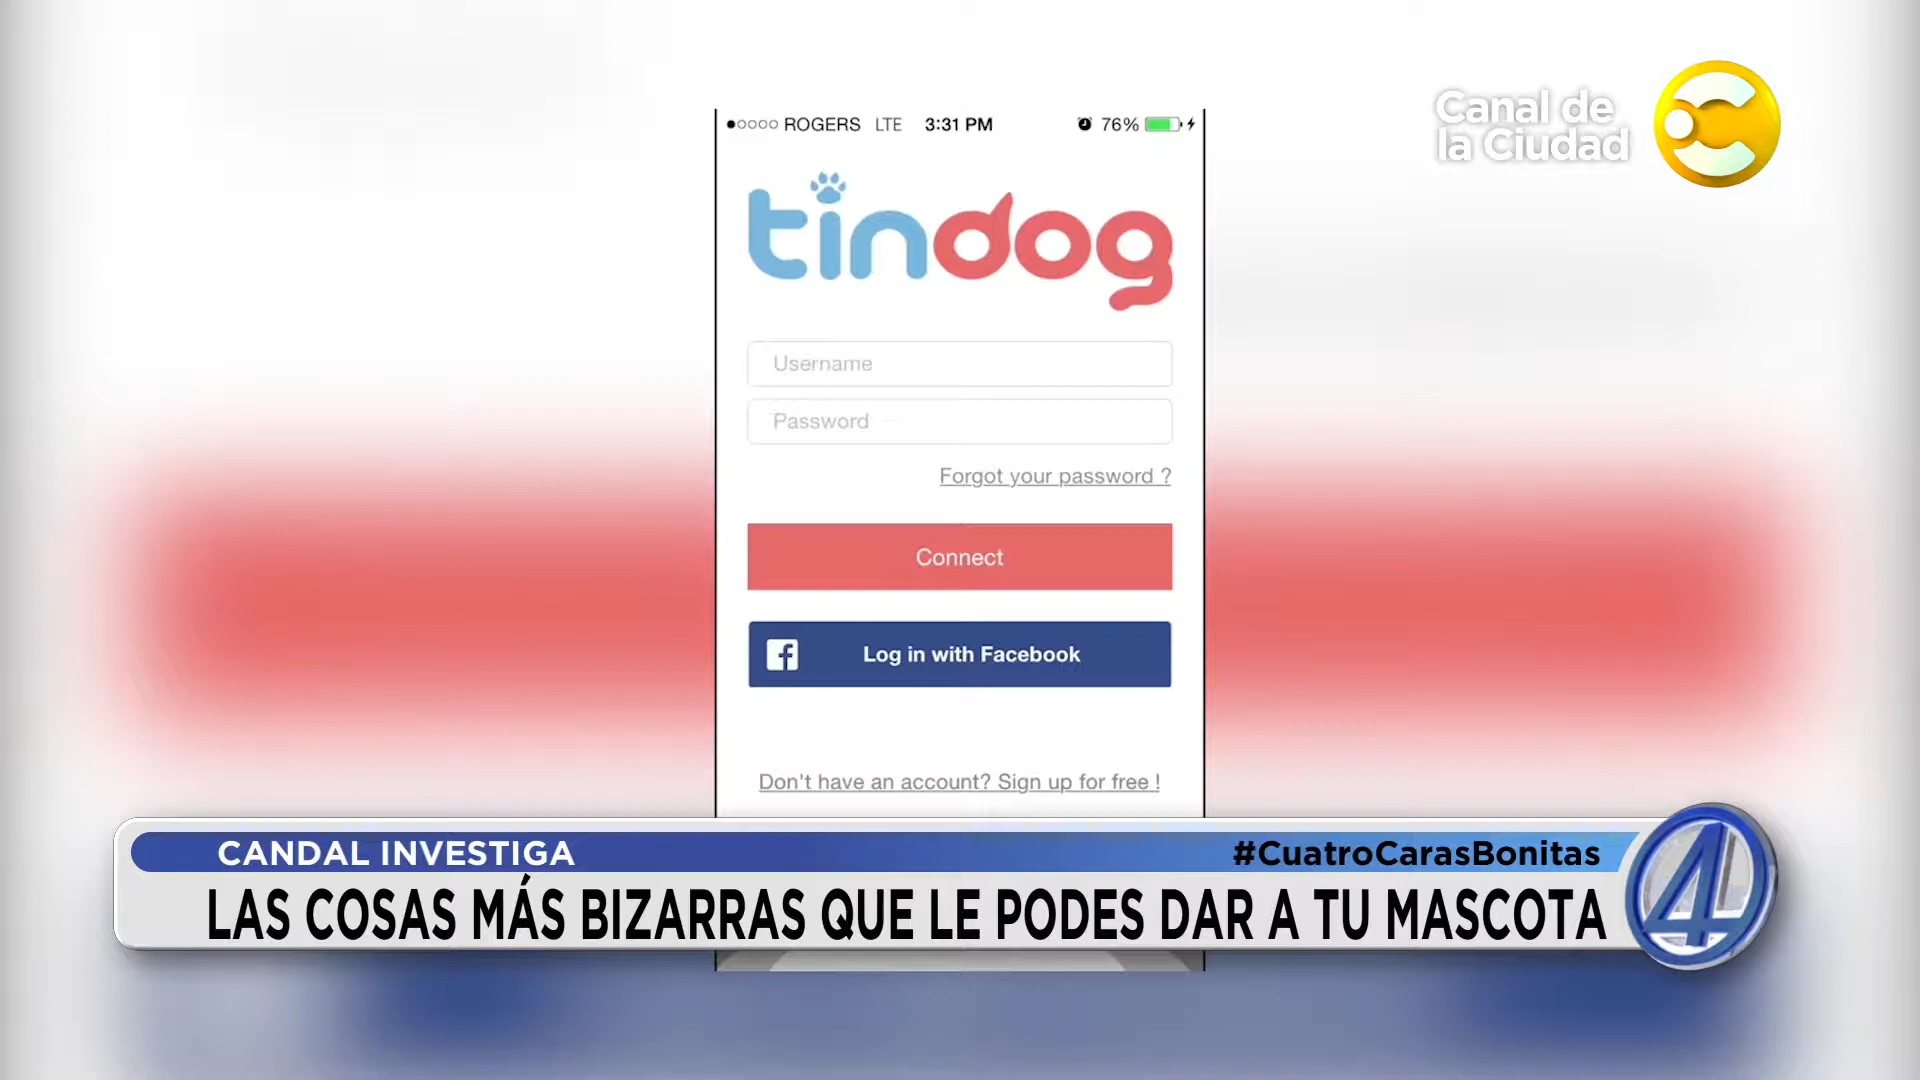 Canal de
la Ciudad
ROGERS LTE 3:31 PM 76%
tindog
Username
Password
Forgot your password ?
Connect
Log in with Facebook
Don't have an account? Sign up for free !
CANDAL INVESTIGA #CuatroCarasBonitas
LAS COSAS MÁS BIZARRAS QUE LE PODES DAR A TU MASCOTA
4